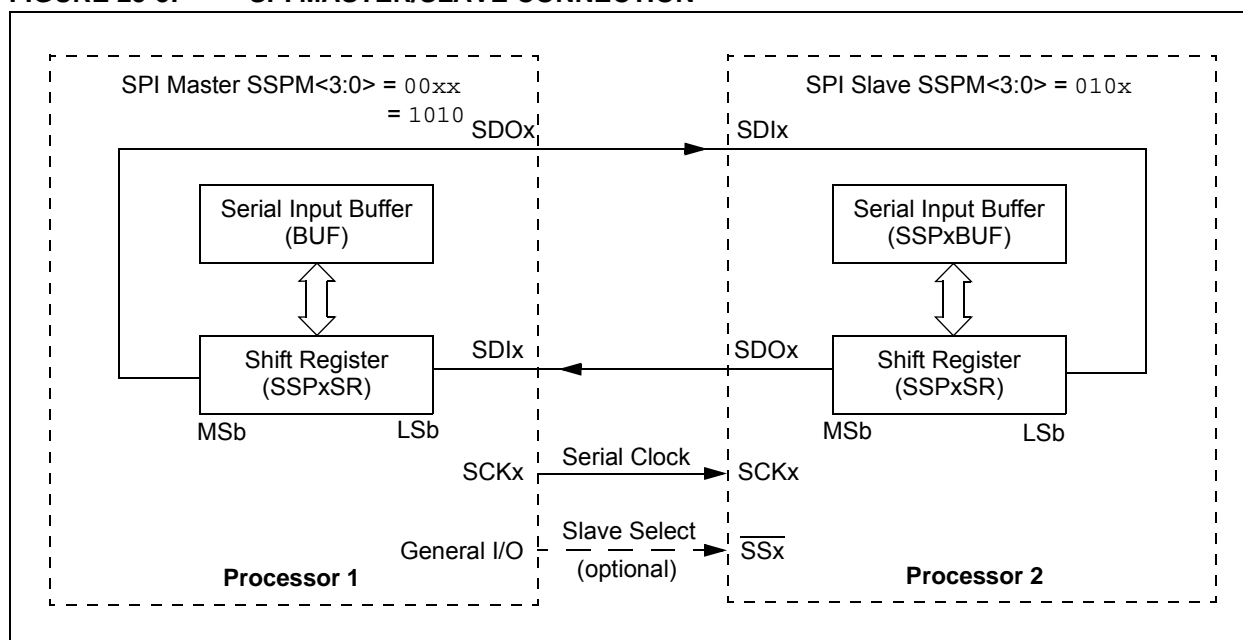 SPI Master SSPM<3:0> = 00xx
= 1010
SPI Slave SSPM<3:0> = 010x
SDOx
SDIx
Serial Input Buffer
(BUF)
Serial Input Buffer
(SSPxBUF)
Shift Register
(SSPxSR)
SDIx
SDOx
Shift Register
(SSPxSR)
MSb
LSb
MSb
LSb
SCKx
Serial Clock
SCKx
General I/O
Slave Select
(optional)
SSx
Processor 1
Processor 2